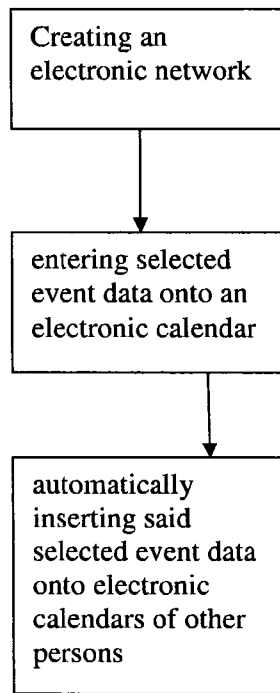 Creating an
electronic network
entering selected
event data onto an
electronic calendar
automatically
inserting said
selected event data
onto electronic
calendars of other
persons